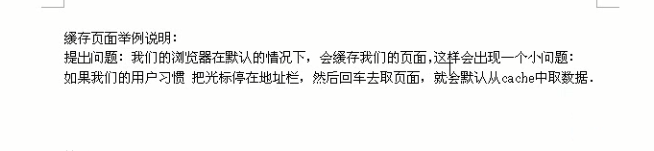 缓存页面举例说明:
提出问题: 我们的浏览器在默认的情况下, 会缓存我们的页面,这样会出现一个小问题:
如果我们的用户习惯 把光标停在地址栏, 然后回车去取页面, 就会默认从cache中取数据.